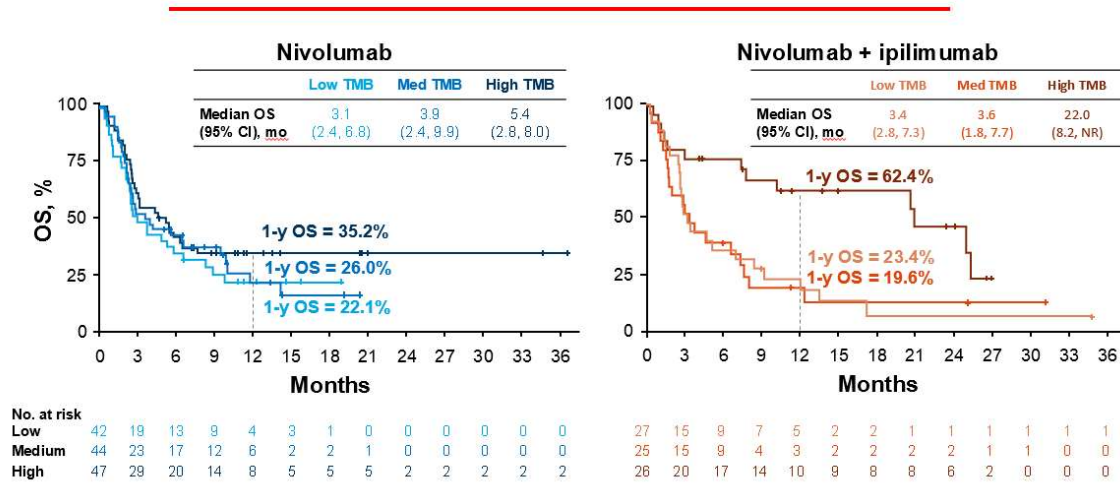 Nivolumab
Low TMB Med TMB High TMB
Median OS 3.1 3.9 5.4
(95% CI), mo (2.4, 6.8) (2.4, 9.9) (2.8, 8.0)
100
75
50
25
0
OS, %
1-y OS = 35.2%
1-y OS = 26.0%
1-y OS = 22.1%
0 3 6 9 12 15 18 21 24 27 30 33 36
Months
Nivolumab + ipilimumab
Low TMB Med TMB High TMB
Median OS 3.4 3.6 22.0
(95% CI), mo (2.8, 7.3) (1.8, 7.7) (8.2, NR)
100
75
50
25
0
1-y OS = 62.4%
1-y OS = 23.4%
1-y OS = 19.6%
0 3 6 9 12 15 18 21 24 27 30 33 36
Months
No. at risk
Low 42 19 13 9 4 3 1 0 0 0 0 0 0
Medium 44 23 17 12 6 2 2 1 0 0 0 0 0
High 47 29 20 14 8 5 5 5 2 2 2 2 2
27 15 9 7 5 2 2 1 1 1 1 1 1
25 15 9 4 3 2 2 2 2 1 1 0 0
26 20 17 14 10 9 8 8 6 2 0 0 0